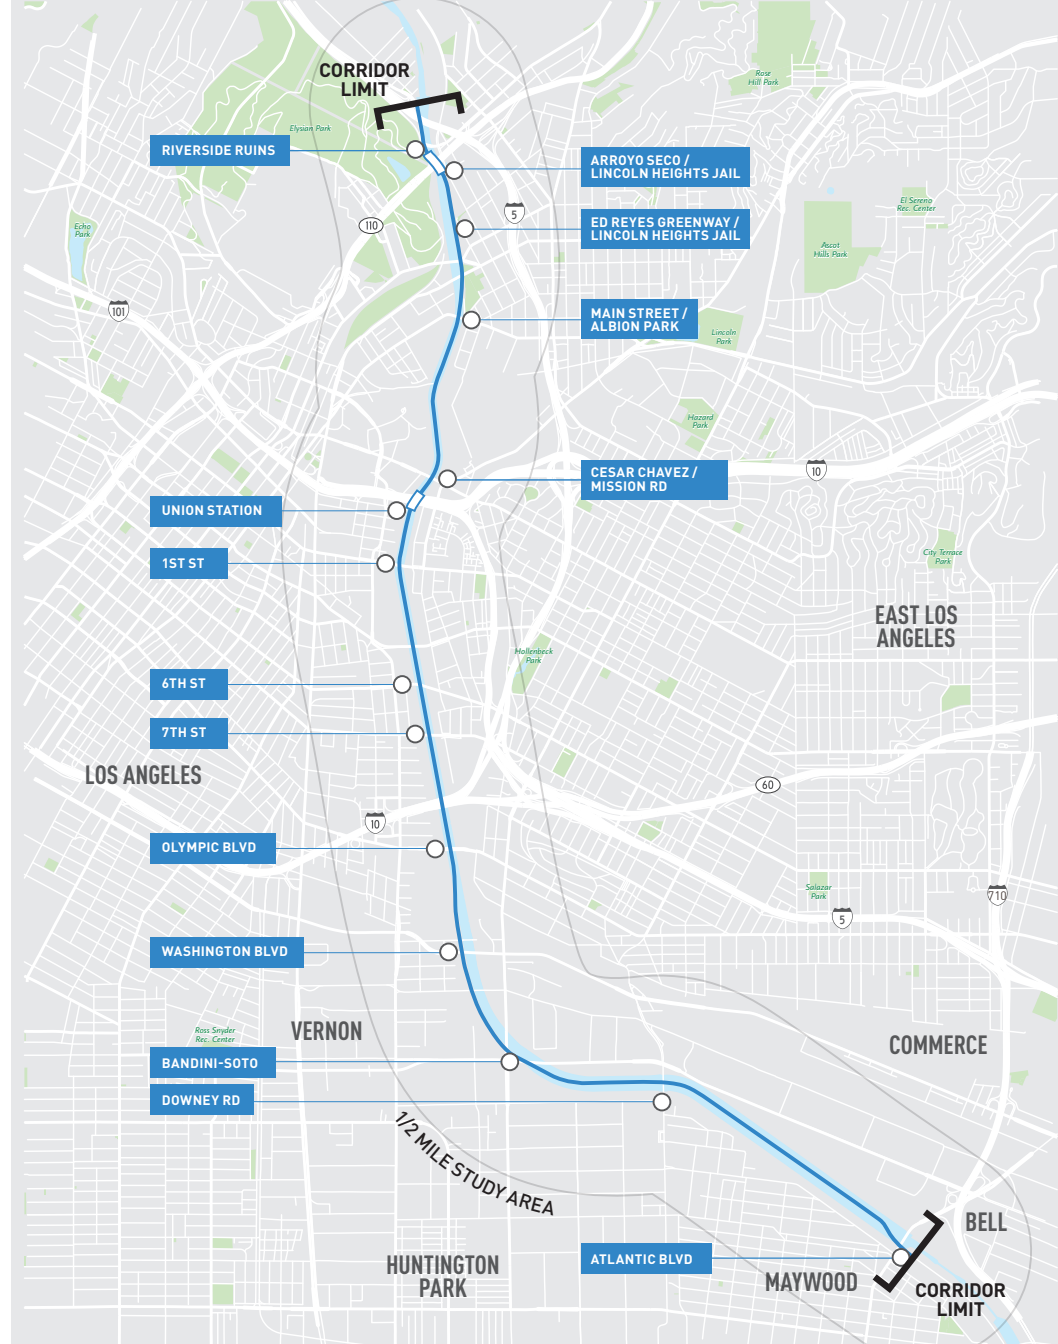 CORRIDOR
LIMIT
Rose
Hill Park
Elysian Park
RIVERSIDE RUINS
ARROYO SECO /
LINCOLN HEIGHTS JAIL
El Sereno
Rec. Center
5
ED REYES GREENWAY /
LINCOLN HEIGHTS JAIL
110
Echo
Park
Ascot
Hills Park
101
MAIN STREET /
ALBION PARK
Lincoln
Park
Hazard
Park
CESAR CHAVEZ /
MISSION RD
10
UNION STATION
1ST ST
City Terrace
Park
EAST LOS
ANGELES
Hollenbeck
Park
6TH ST
7TH ST
LOS ANGELES
60
10
OLYMPIC BLVD
Salazar
Park
710
5
WASHINGTON BLVD
Ross Snyder
Rec. Center
VERNON
COMMERCE
BANDINI-SOTO
DOWNEY RD
1/2 MILE STUDY AREA
BELL
ATLANTIC BLVD
HUNTINGTON
PARK
MAYWOOD
CORRIDOR
LIMIT